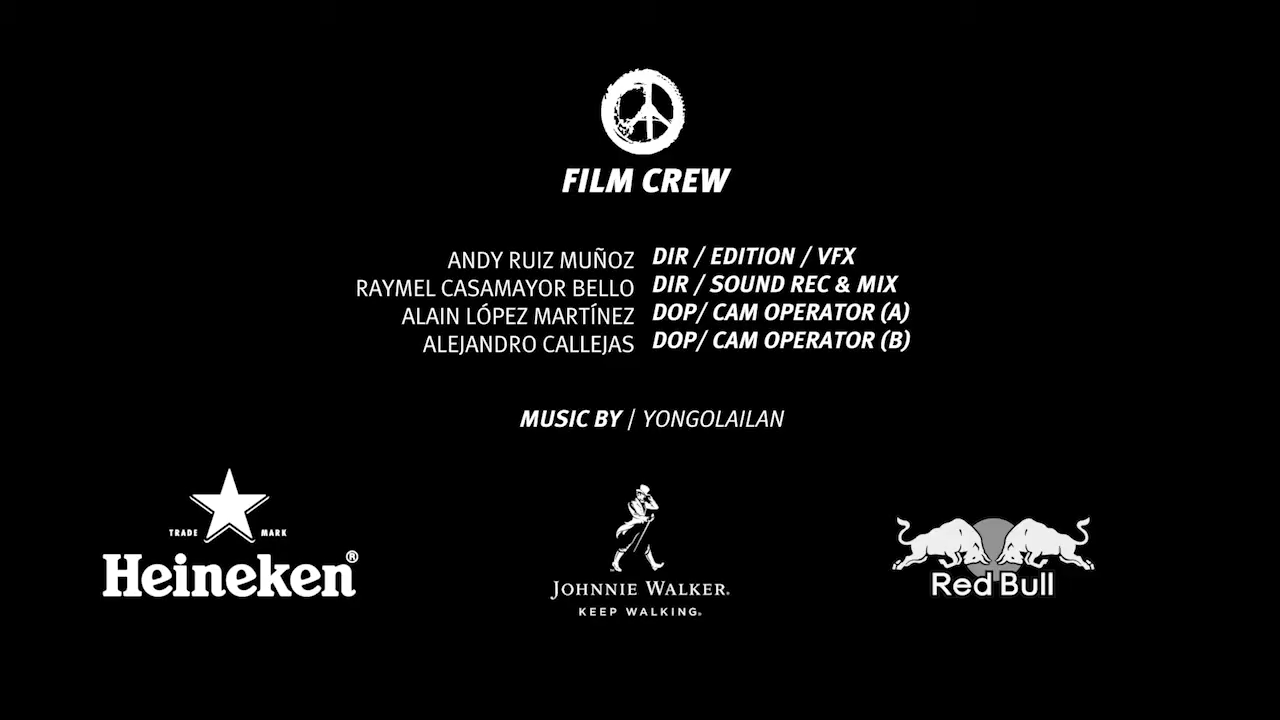 FILM CREW
ANDY RUIZ MUÑOZ DIR / EDITION / VFX
RAYMEL CASAMAYOR BELLO DIR / SOUND REC & MIX
ALAIN LÓPEZ MARTÍNEZ DOP/ CAM OPERATOR (A)
ALEJANDRO CALLEJAS DOP/ CAM OPERATOR (B)
MUSIC BY | YONGOLAILAN
TRADE MARK
Heineken®
JOHNNIE WALKER.
KEEP WALKING.
Red Bull